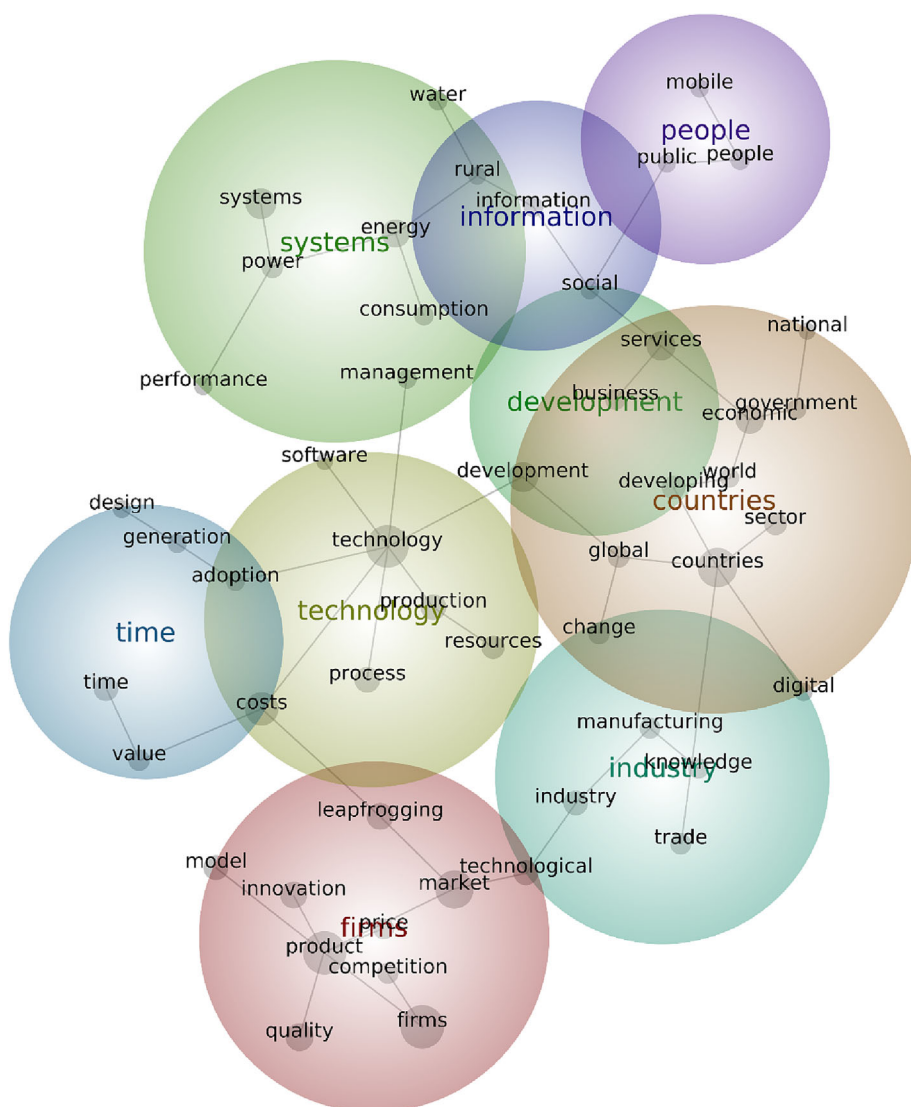 mobile
water
people
public
people
rural
systems
information
information
energy
systems
power
social
consumption
national
services
performance
management
business
development
government
economic
software
development
developing
world
countries
design
sector
generation
technology
global
countries
adoption
production
technology
time
change
resources
process
time
digital
costs
manufacturing
value
knowledge
industry
industry
leapfrogging
trade
model
technological
innovation
market
price
firms
product
competition
quality
firms